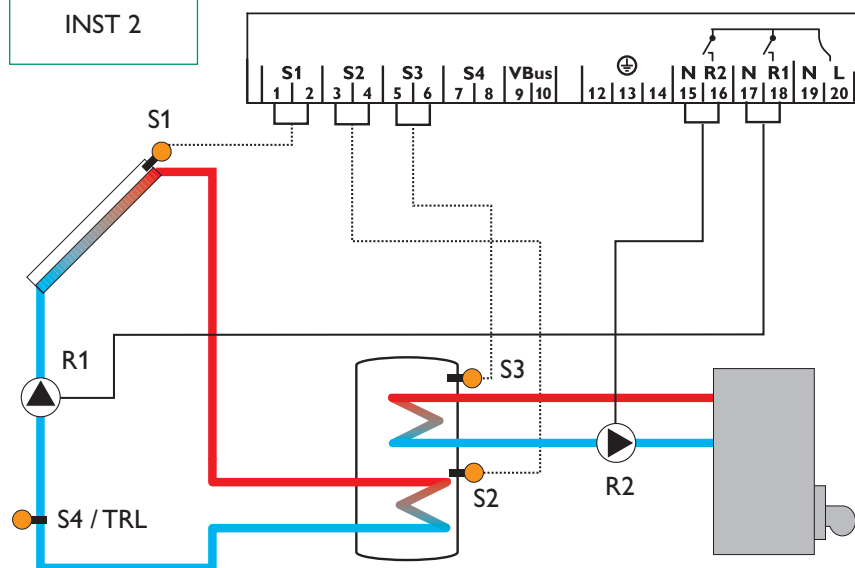 INST 2
S1 S2 S3 S4 VBus N R2 N R1 N L
1 2 3 4 5 6 7 8 9 10 12 13 14 15 16 17 18 19 20
S1
R1
S3
S2
R2
S4 / TRL